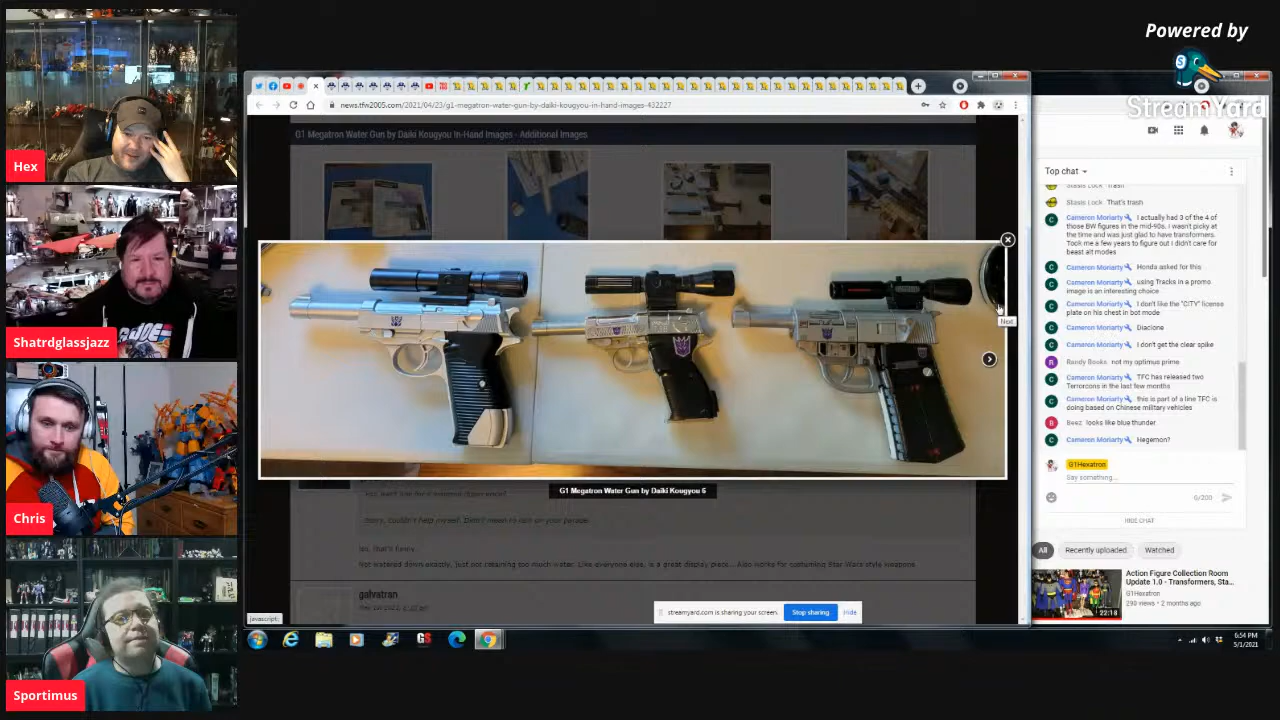 Powered by
StreamYard
Hex
Shatrdglassjazz
Chris
Sportimus
news.tfw2005.com/2021/04/23/g1-megatron-water-gun-by-daiki-kougyou-in-hand-images-432227
G1 Megatron Water Gun by Daiki Kougyou In-Hand Images - Additional Images
Next
G1 Megatron Water Gun by Daiki Kougyou 6
Sorry, couldn't help myself. Didn't mean to rain on your parade.
No, that's funny.
Not watered down exactly, just not retaining too much water. Like everyone else, is a great display piece... Also works for costuming Star Wars style weapons
galvatran
javascript:
streamyard.com is sharing your screen.
Stop sharing
Hide
Top chat
Stasis Lock Trash
Stasis Lock That's trash
Cameron Moriarty I actually had 3 of the 4
of those BW figures in the mid-90s. I wasn't picky
at the time and was just glad to have transformers.
Took me a few years to figure out I didn't care for
beast alt modes
Cameron Moriarty Honda asked for this
Cameron Moriarty using Tracks in a promo
image is an interesting choice
Cameron Moriarty I don't like the "CITY" license
plate on his chest in bot mode
Cameron Moriarty Diaclone
Cameron Moriarty I don't get the clear spike
Randy Books not my optimus prime
Cameron Moriarty TFC has released two
Terrorcons in the last few months
Cameron Moriarty this is part of a line TFC is
doing based on Chinese military vehicles
Beez looks like blue thunder
Cameron Moriarty Hegemon?
G1Hexatron
Say something...
0/200
HIDE CHAT
All
Recently uploaded
Watched
Action Figure Collection Room
Update 1.0 - Transformers, Sta...
G1Hexatron
290 views • 2 months ago
22:18
6:54 PM
5/1/2021